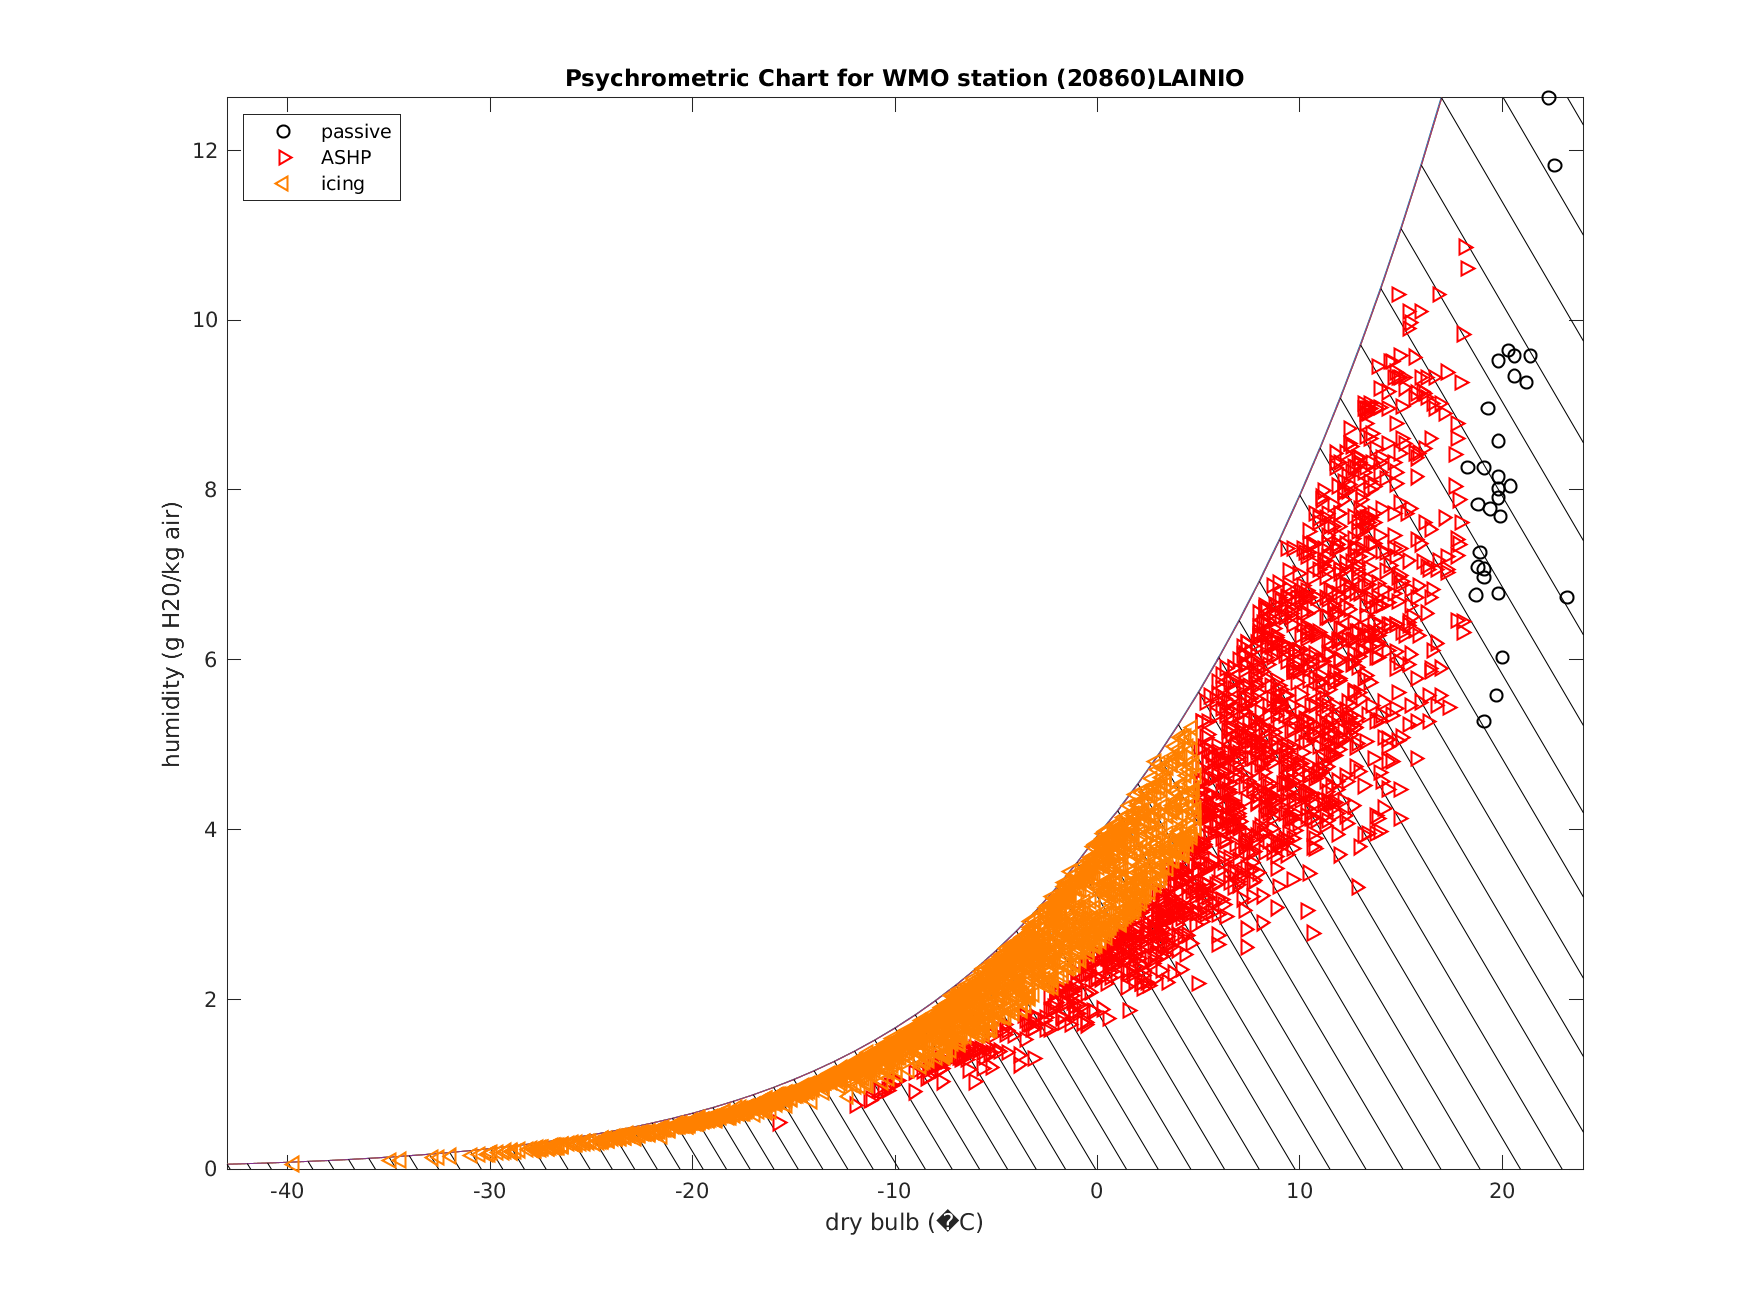 Psychrometric Chart for WMO station (20860)LAINIO
passive
ASHP
icing
12
10
8
6
4
2
0
humidity (g H20/kg air)
-40 -30 -20 -10 0 10 20
dry bulb (�C)